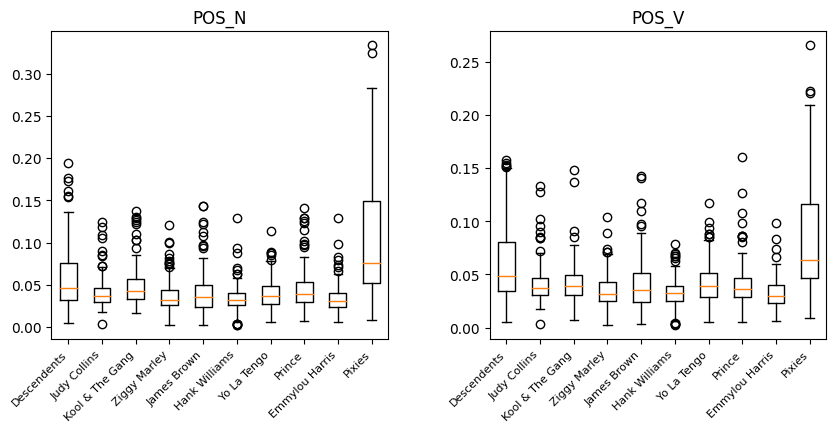 POS_N
0.30
0.25
0.20
0.15
0.10
0.05
0.00
Descendents
Judy Collins
Kool & The Gang
Ziggy Marley
James Brown
Hank Williams
Yo La Tengo
Prince
Emmylou Harris
Pixies
POS_V
0.25
0.20
0.15
0.10
0.05
0.00
Descendents
Judy Collins
Kool & The Gang
Ziggy Marley
James Brown
Hank Williams
Yo La Tengo
Prince
Emmylou Harris
Pixies